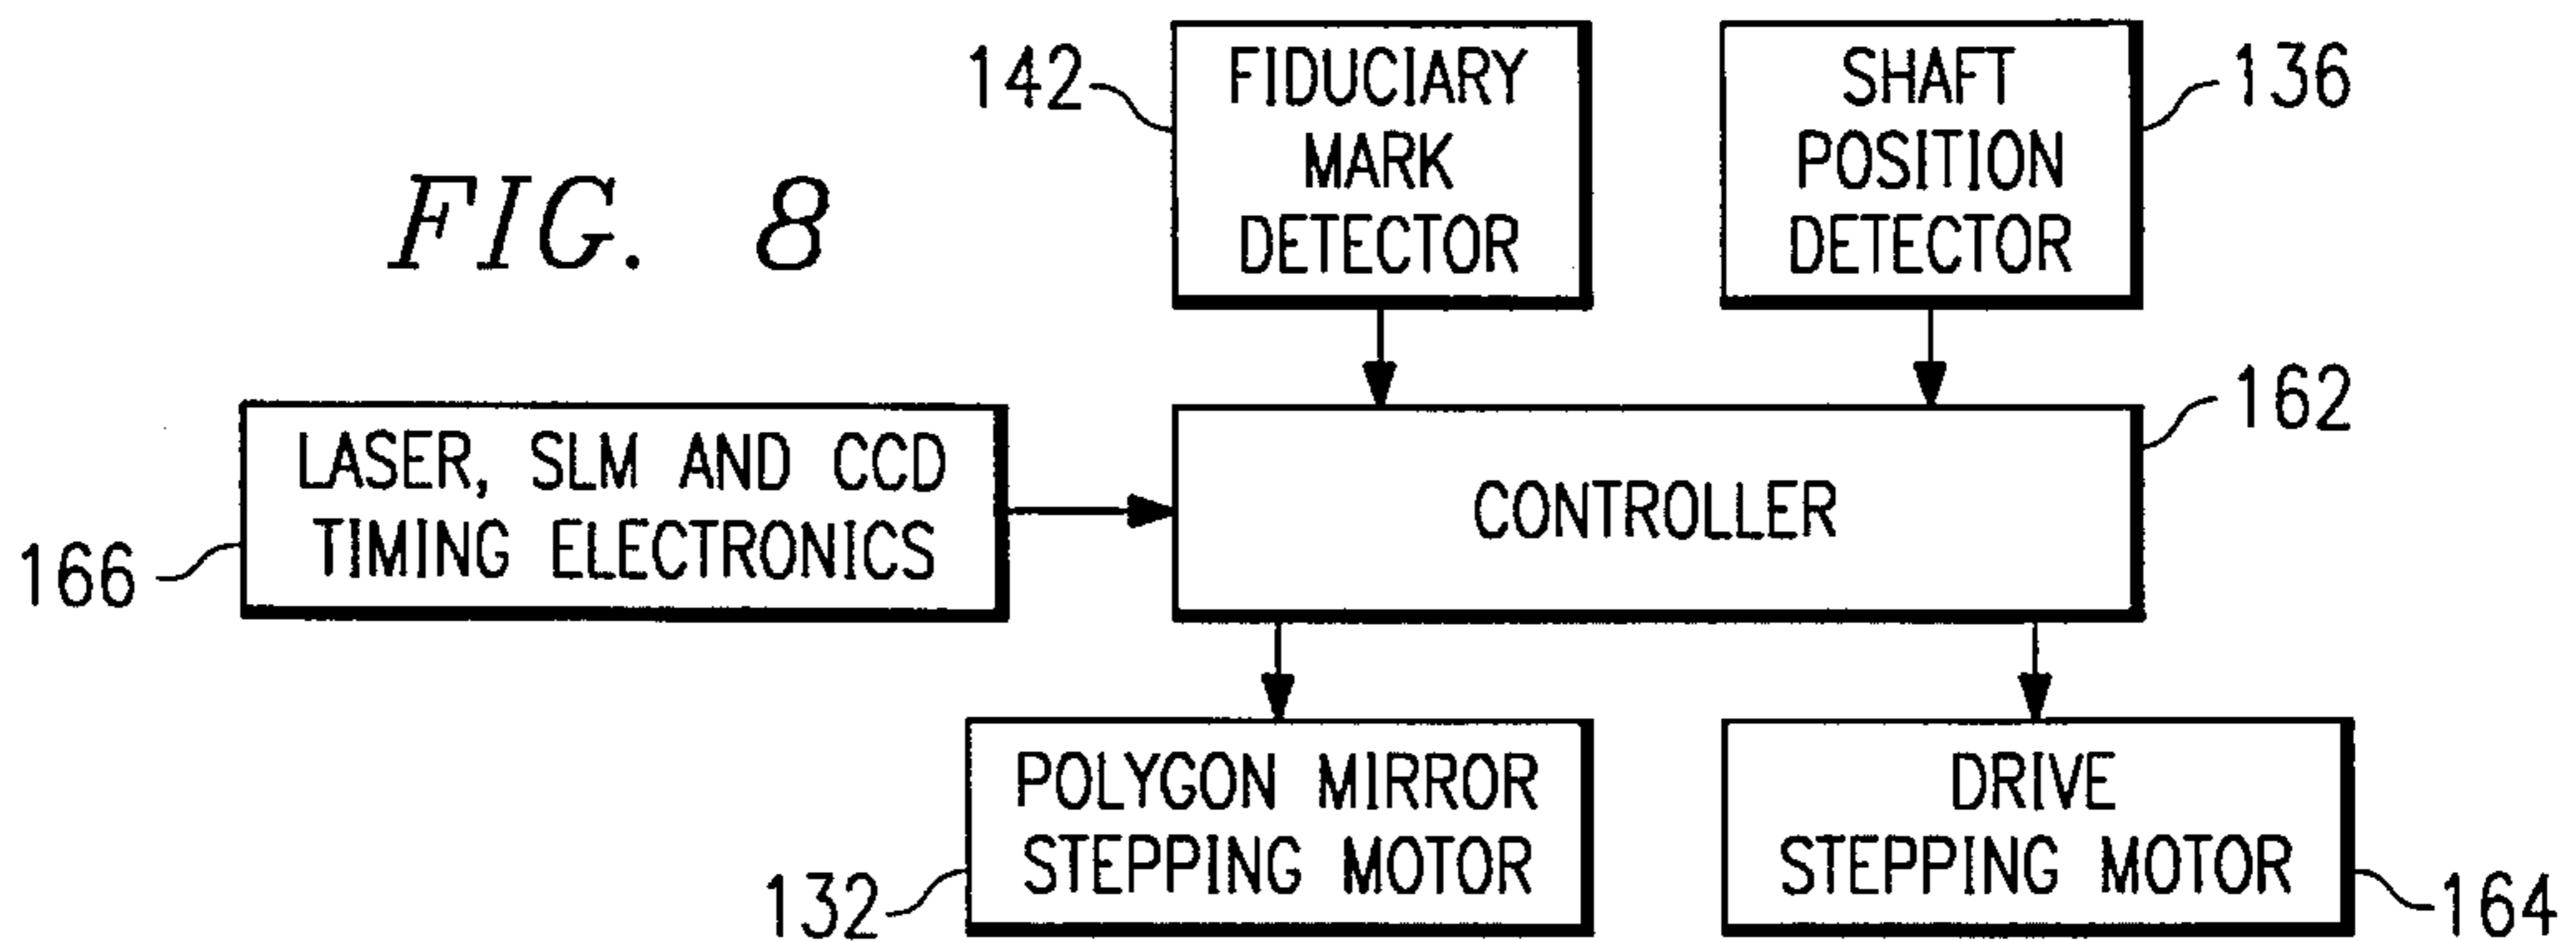 FIG. 8
142
FIDUCIARY
MARK
DETECTOR
SHAFT
POSITION
DETECTOR
136
LASER, SLM AND CCD
TIMING ELECTRONICS
166
CONTROLLER
162
POLYGON MIRROR
STEPPING MOTOR
132
DRIVE
STEPPING MOTOR
164